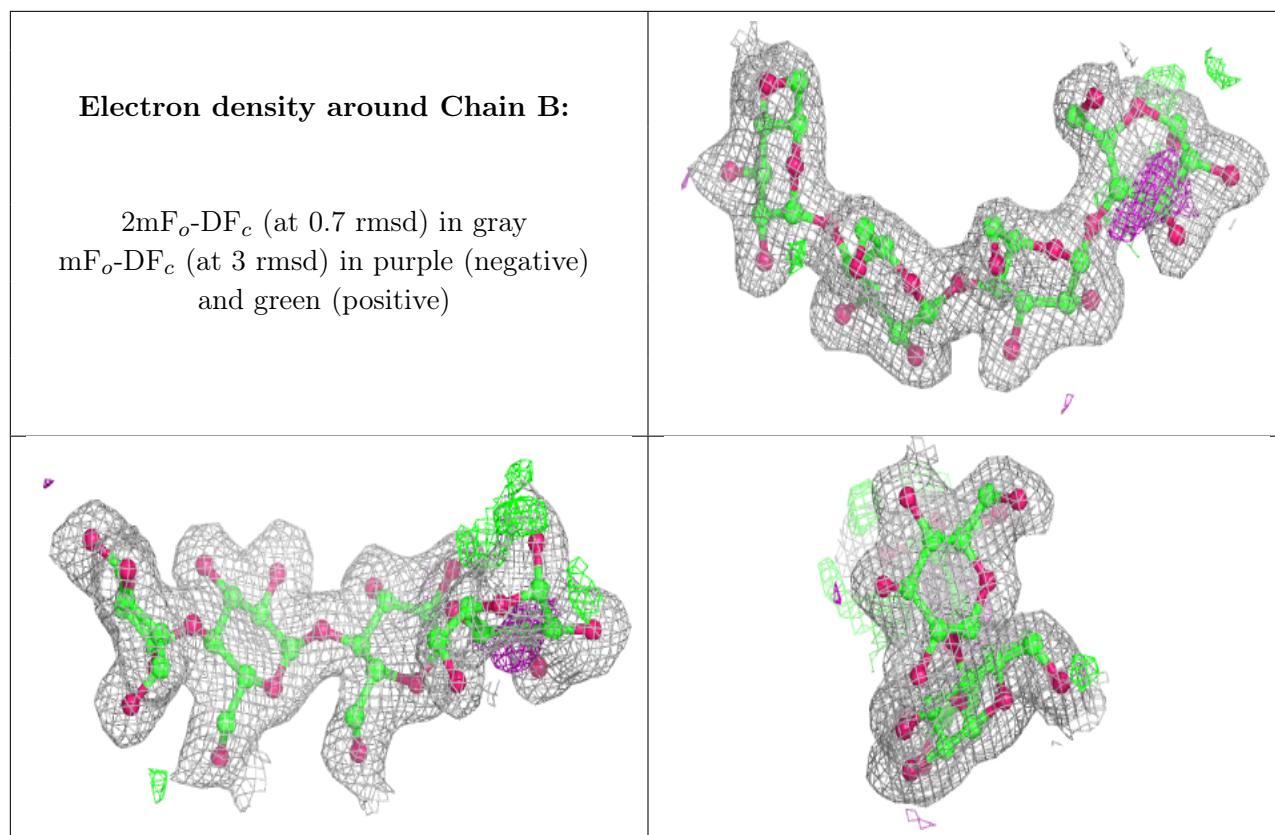 Electron density around Chain B:
2mFₒ-DF𝒸 (at 0.7 rmsd) in gray
mFₒ-DF𝒸 (at 3 rmsd) in purple (negative)
and green (positive)